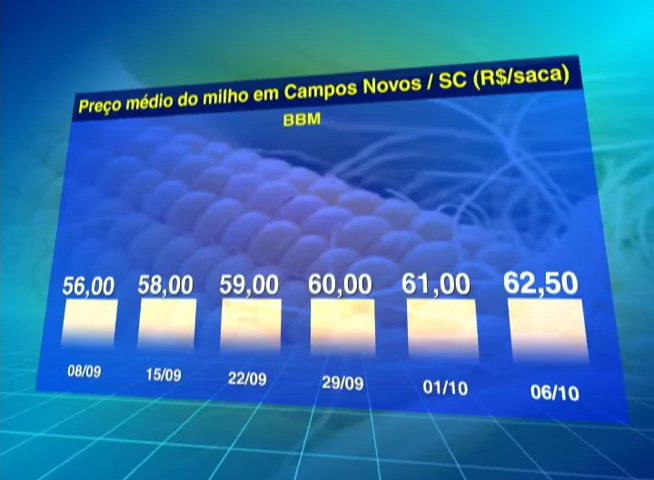 Preço médio do milho em Campos Novos / SC (R$/saca)
BBM
56,00 58,00 59,00 60,00 61,00 62,50
08/09 15/09 22/09 29/09 01/10 06/10